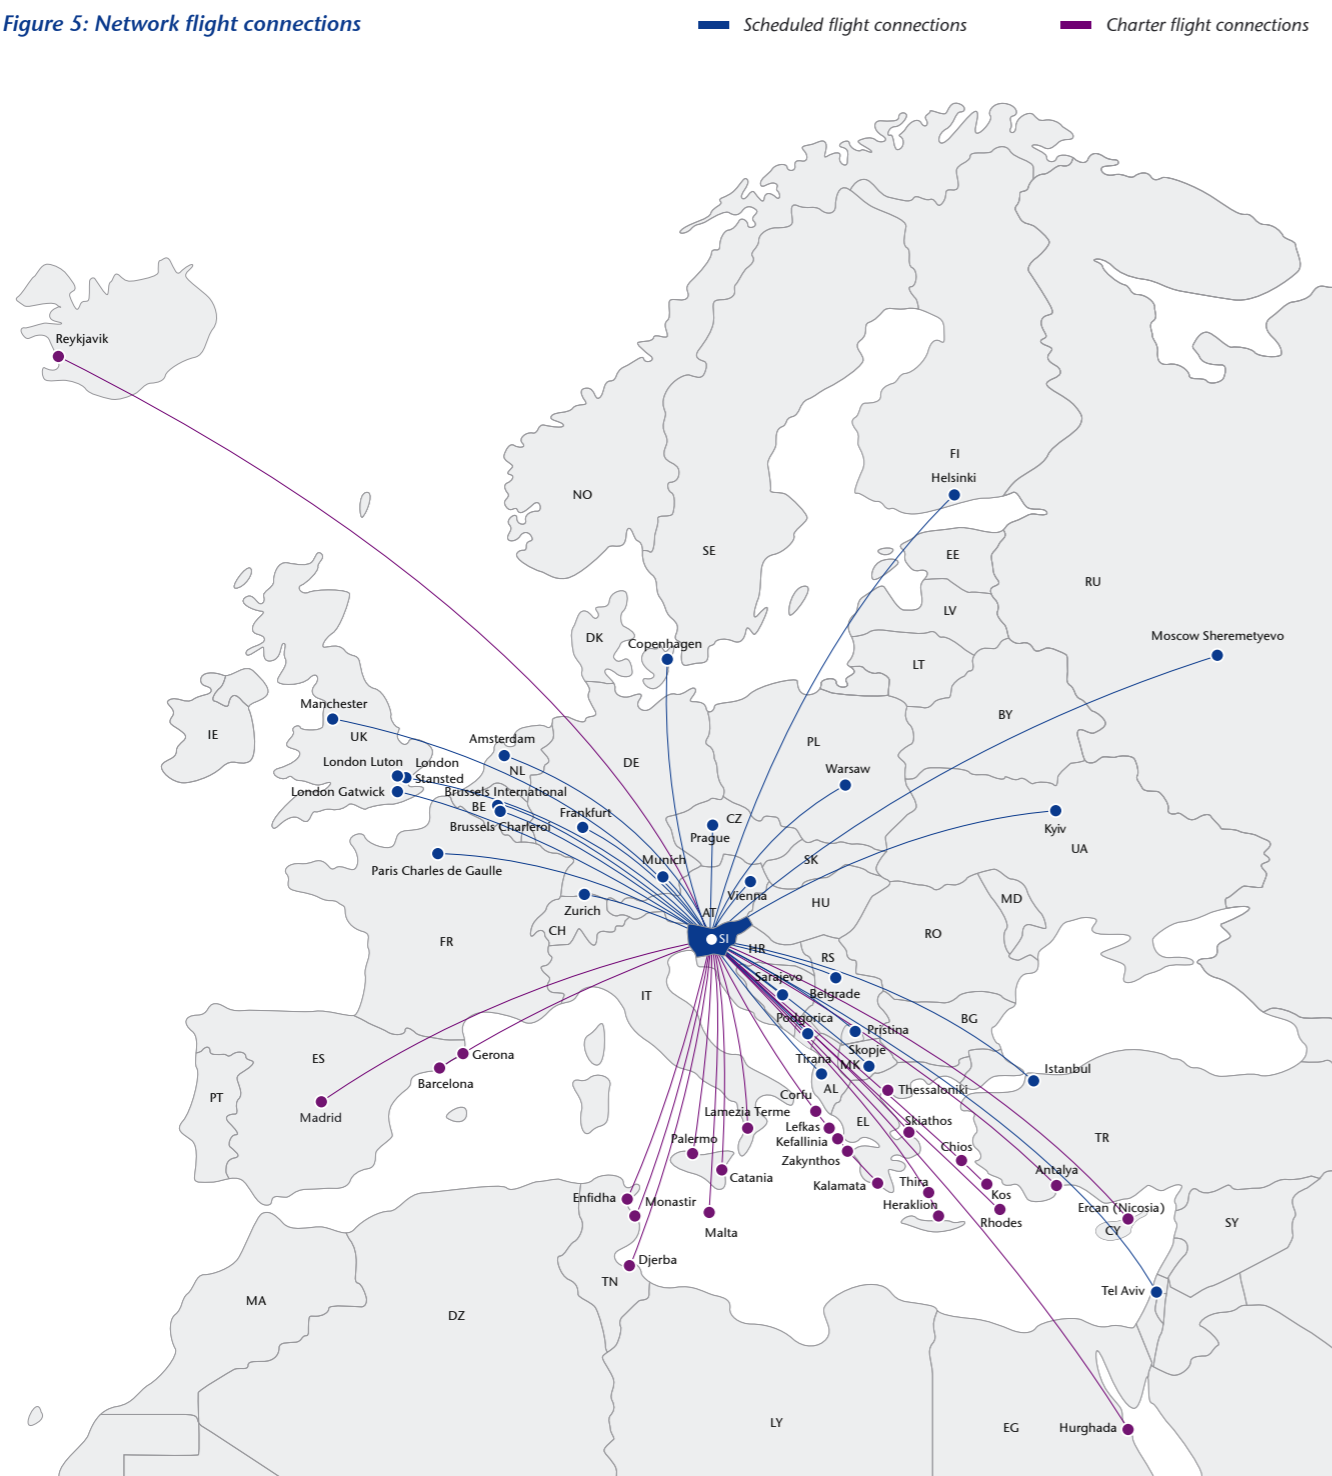 Figure 5: Network flight connections
Scheduled flight connections
Charter flight connections
Reykjavik
FI
Helsinki
NO
SE
EE
RU
LV
DK
Copenhagen
Moscow Sheremetyevo
LT
Manchester
BY
IE
UK
Amsterdam
PL
London Luton
London
Stansted
NL
DE
Warsaw
London Gatwick
Brussels International
BE
Frankfurt
CZ
Brussels Charleroi
Prague
Kyiv
UA
Paris Charles de Gaulle
Munich
SK
Vienna
Zurich
AT
HU
MD
CH
FR
SI
HR
RO
RS
Sarajevo
Belgrade
IT
Podgorica
BG
Pristina
ES
Gerona
Skopje
Tirana
MK
Istanbul
Barcelona
AL
Thessaloniki
PT
Madrid
Corfu
Lamezia Terme
Lefkas
EL
Skiathos
Palermo
Kefallinia
TR
Chios
Zakynthos
Catania
Antalya
Kalamata
Thira
Kos
Enfidha
Monastir
Heraklion
Ercan (Nicosia)
Rhodes
CY
SY
Malta
Djerba
TN
Tel Aviv
MA
DZ
LY
EG
Hurghada